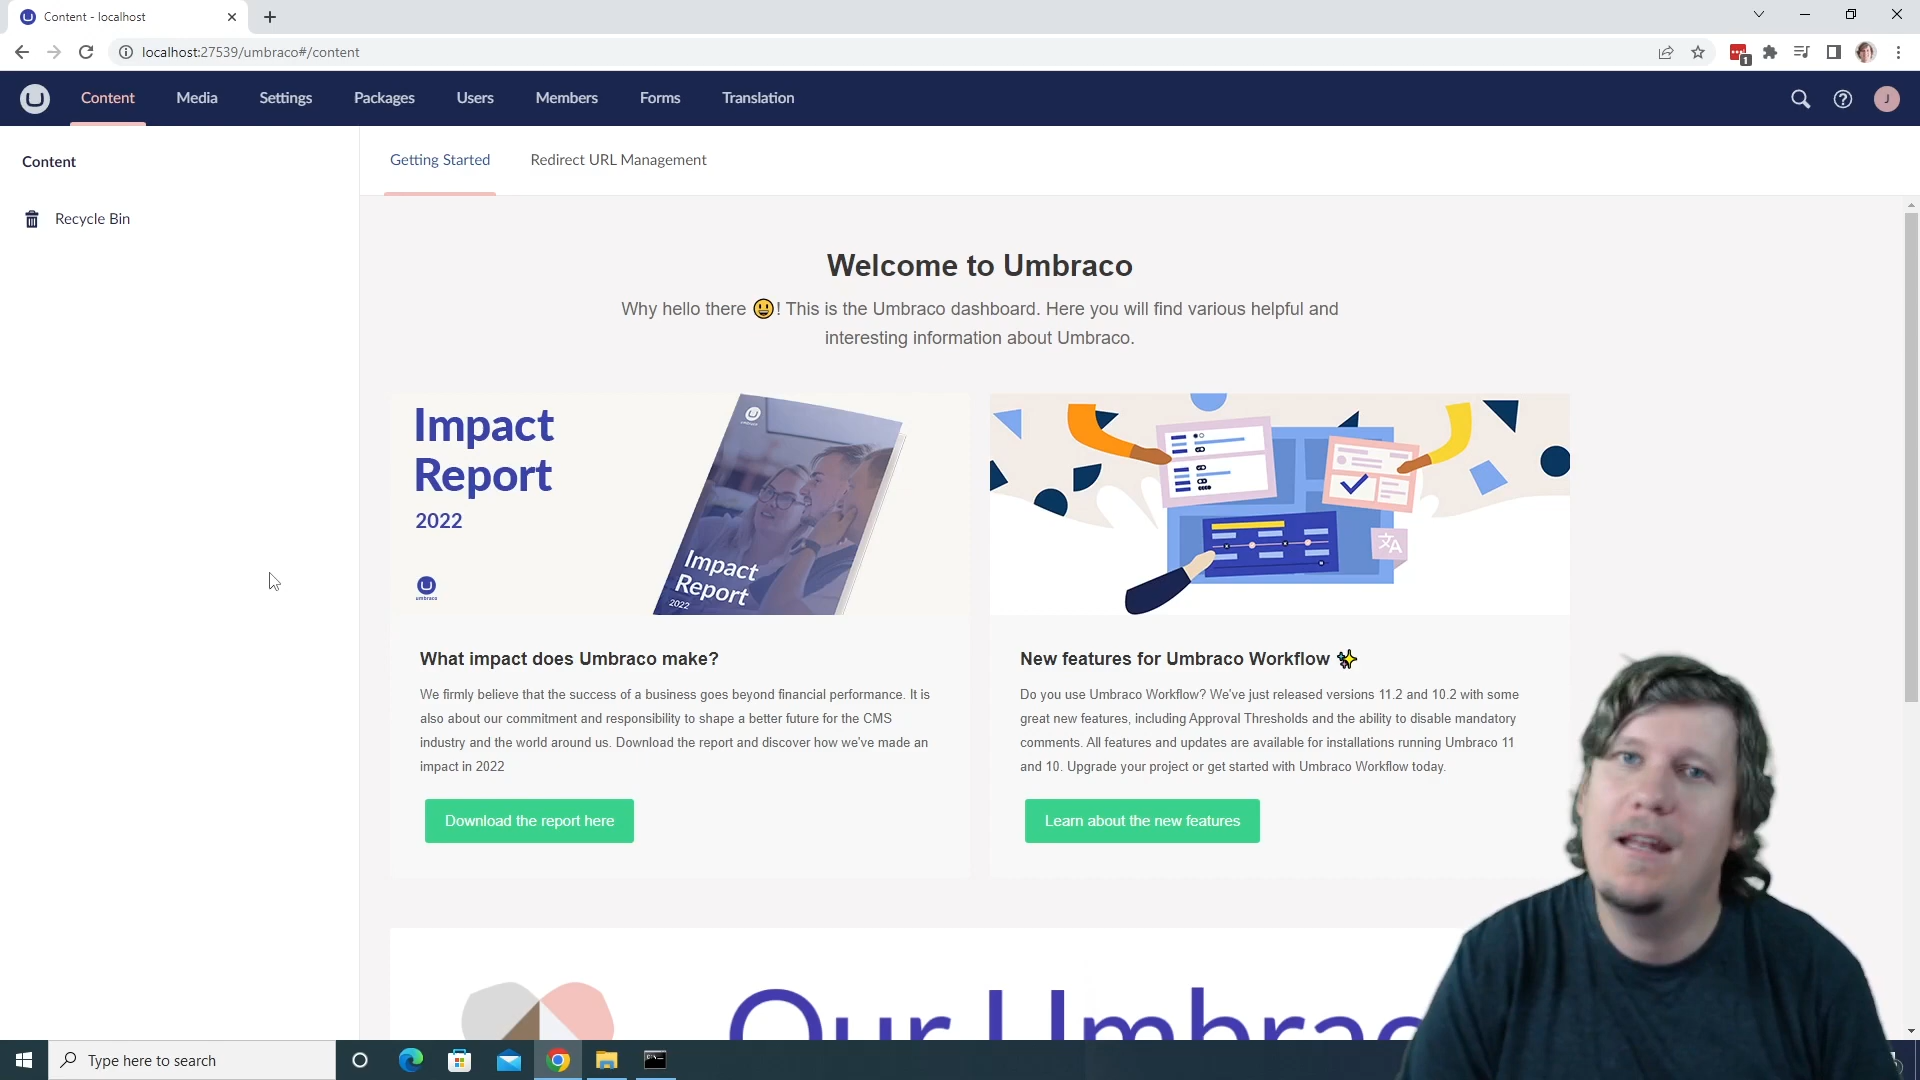 Content - localhost
localhost:27539/umbraco#/content
1
Content Media Settings Packages Users Members Forms Translation
J
Content
Recycle Bin
Getting Started Redirect URL Management
Welcome to Umbraco
Why hello there 😃! This is the Umbraco dashboard. Here you will find various helpful and
interesting information about Umbraco.
Impact
Report
2022
umbraco
Impact
Report
2022
What impact does Umbraco make?
We firmly believe that the success of a business goes beyond financial performance. It is
also about our commitment and responsibility to shape a better future for the CMS
industry and the world around us. Download the report and discover how we've made an
impact in 2022
Download the report here
New features for Umbraco Workflow ✨
Do you use Umbraco Workflow? We've just released versions 11.2 and 10.2 with some
great new features, including Approval Thresholds and the ability to disable mandatory
comments. All features and updates are available for installations running Umbraco 11
and 10. Upgrade your project or get started with Umbraco Workflow today.
Learn about the new features
Our Umbrac
Type here to search